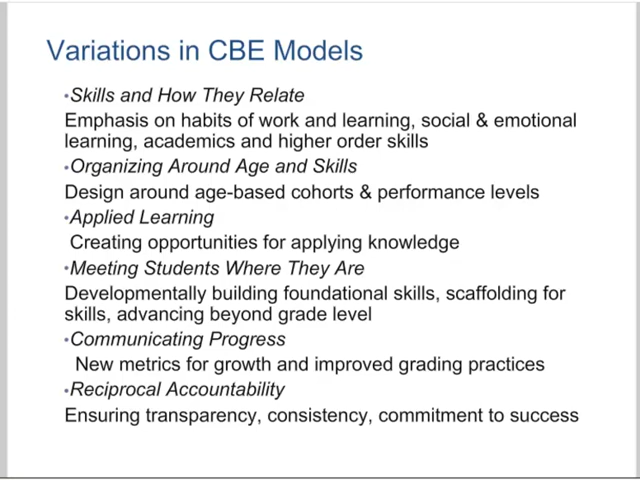 Variations in CBE Models
•Skills and How They Relate
Emphasis on habits of work and learning, social & emotional
learning, academics and higher order skills
•Organizing Around Age and Skills
Design around age-based cohorts & performance levels
•Applied Learning
Creating opportunities for applying knowledge
•Meeting Students Where They Are
Developmentally building foundational skills, scaffolding for
skills, advancing beyond grade level
•Communicating Progress
New metrics for growth and improved grading practices
•Reciprocal Accountability
Ensuring transparency, consistency, commitment to success